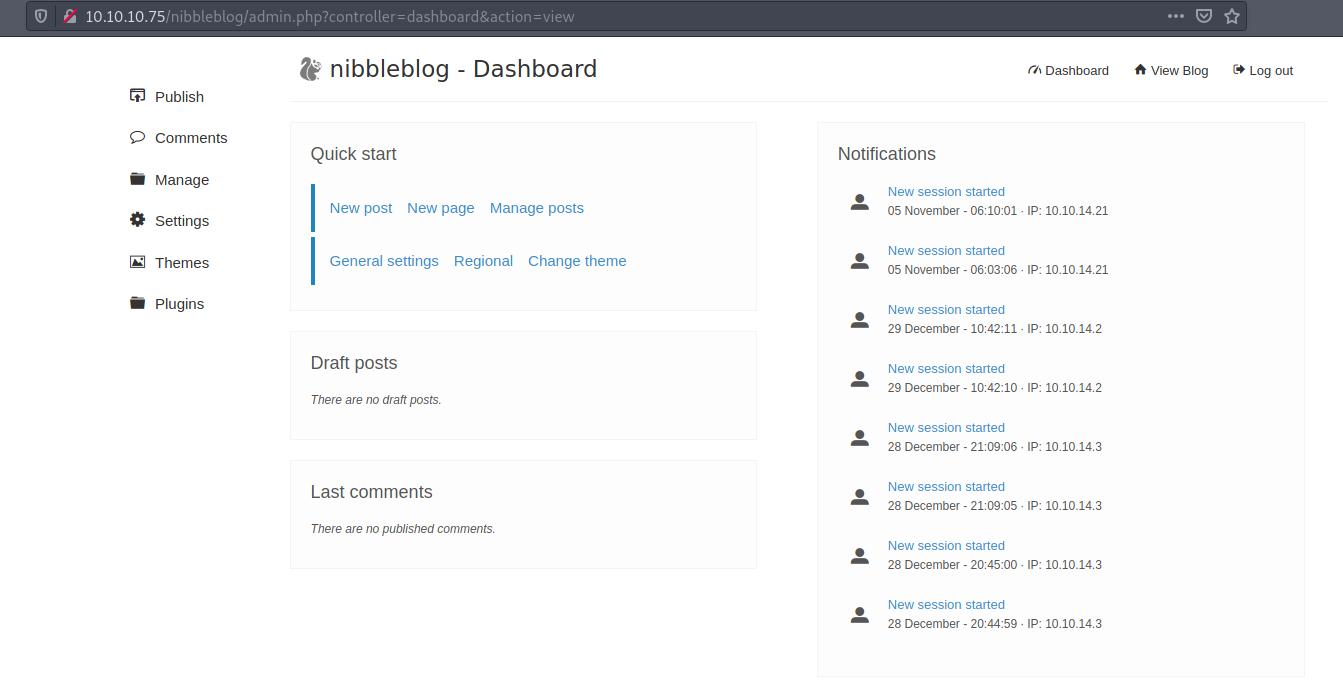 10.10.10.75/nibbleblog/admin.php?controller=dashboard&action=view
nibbleblog - Dashboard
Dashboard View Blog Log out
Publish
Comments
Manage
Settings
Themes
Plugins
Quick start
New post New page Manage posts
General settings Regional Change theme
Draft posts
There are no draft posts.
Last comments
There are no published comments.
Notifications
New session started
05 November - 06:10:01 · IP: 10.10.14.21
New session started
05 November - 06:03:06 · IP: 10.10.14.21
New session started
29 December - 10:42:11 · IP: 10.10.14.2
New session started
29 December - 10:42:10 · IP: 10.10.14.2
New session started
28 December - 21:09:06 · IP: 10.10.14.3
New session started
28 December - 21:09:05 · IP: 10.10.14.3
New session started
28 December - 20:45:00 · IP: 10.10.14.3
New session started
28 December - 20:44:59 · IP: 10.10.14.3